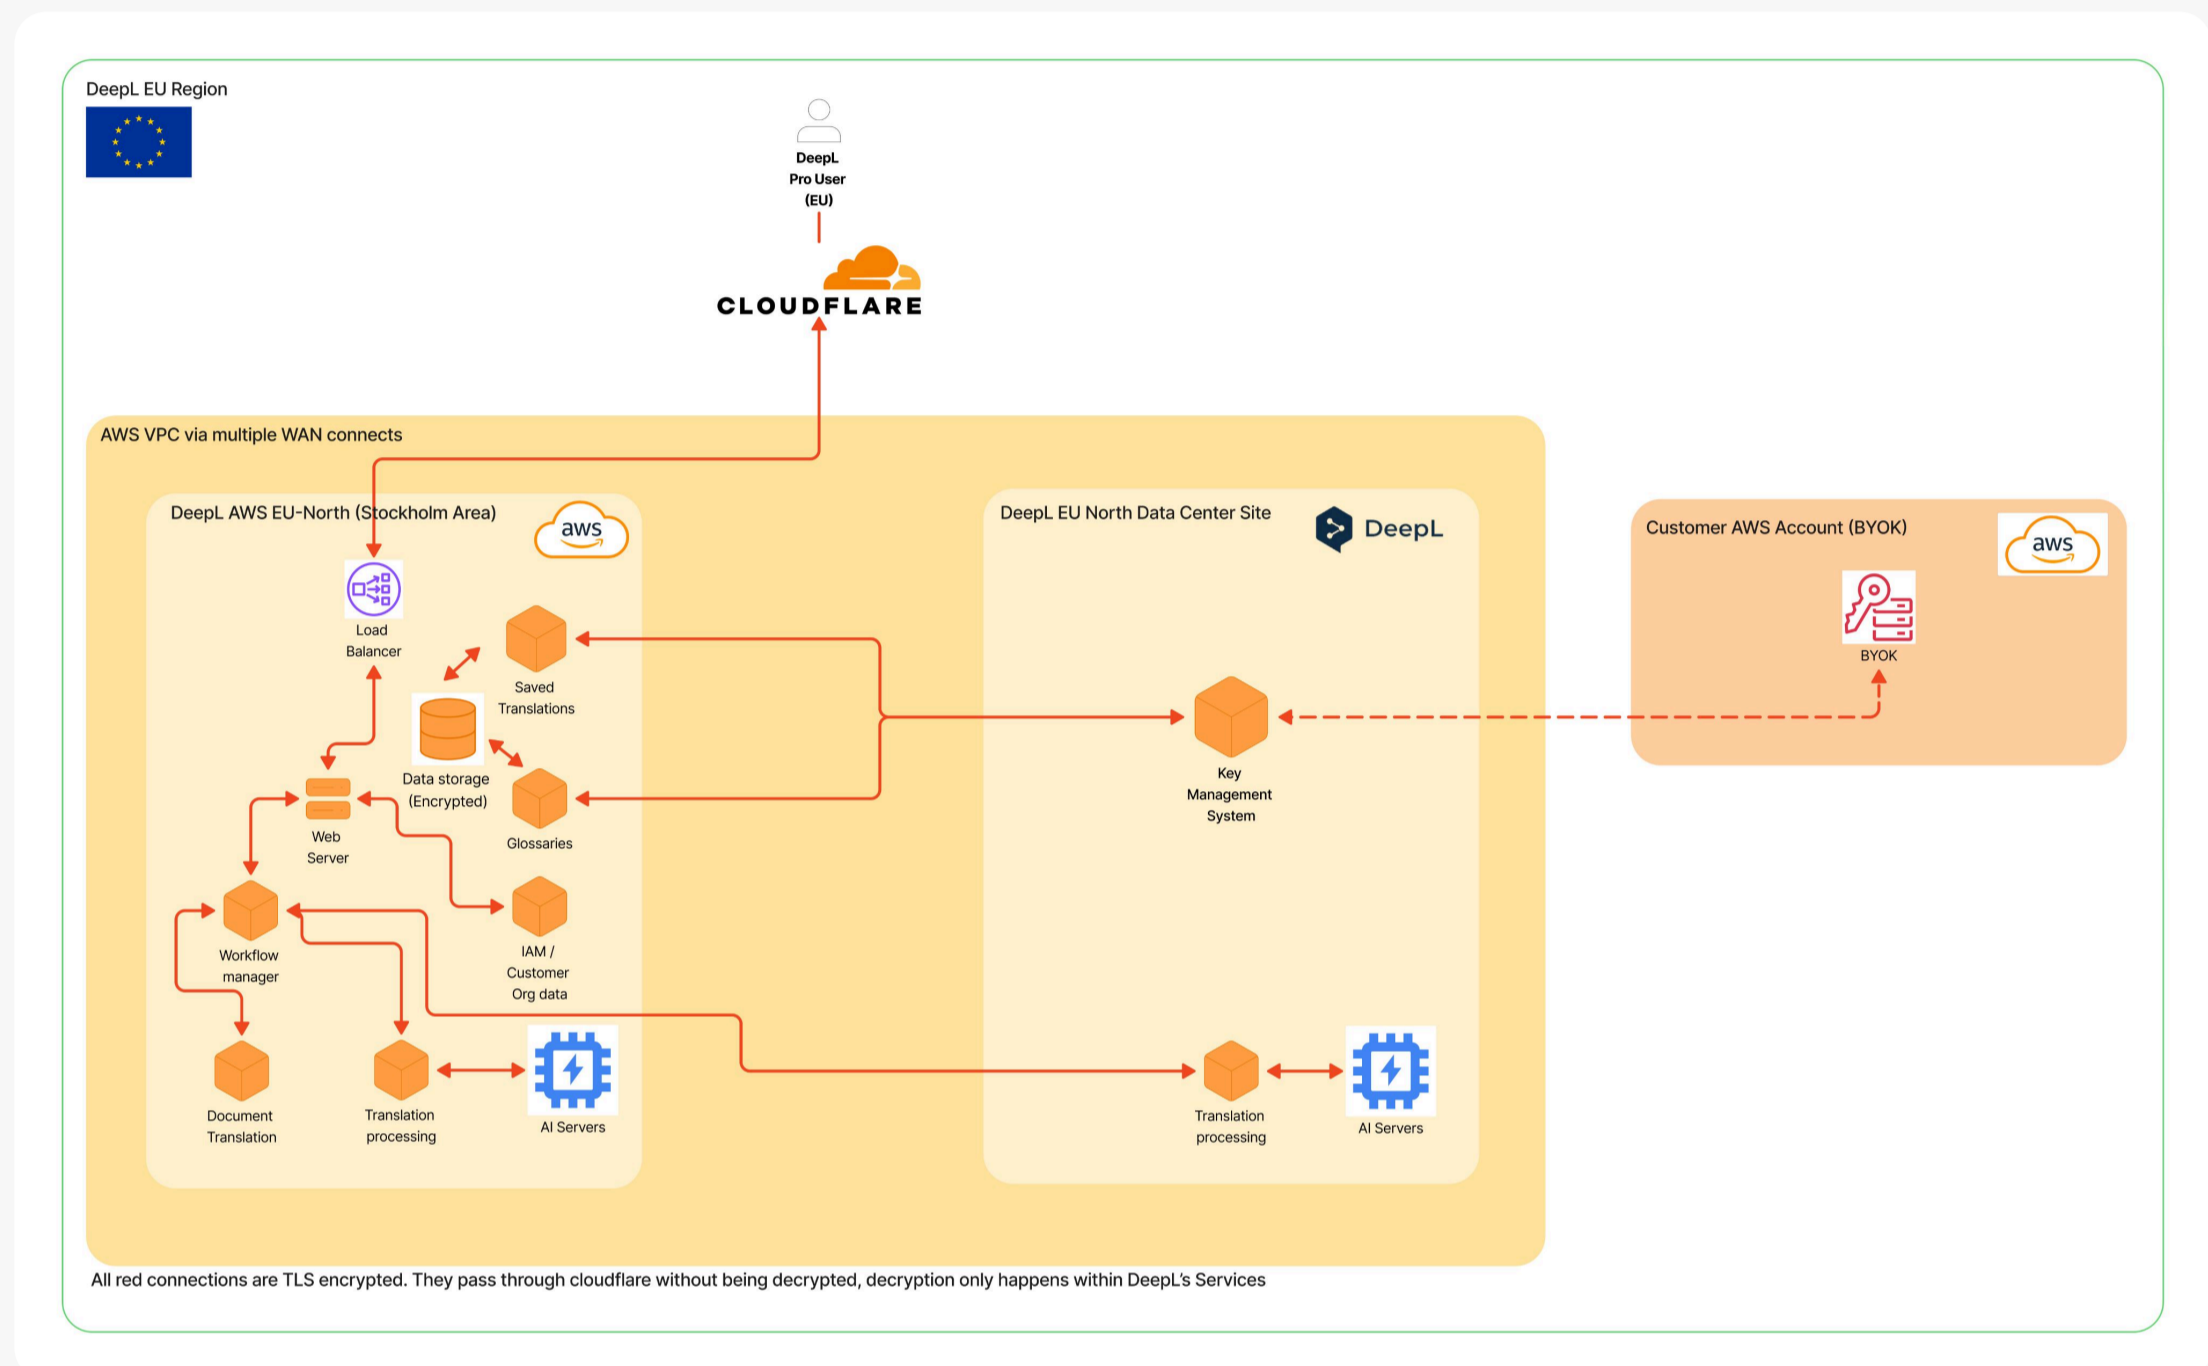 DeepL EU Region
DeepL
Pro User
(EU)
CLOUDFLARE
AWS VPC via multiple WAN connects
DeepL AWS EU-North (Stockholm Area)
aws
Load
Balancer
Saved
Translations
Data storage
(Encrypted)
Web
Server
Glossaries
Workflow
manager
IAM /
Customer
Org data
Document
Translation
Translation
processing
AI Servers
DeepL EU North Data Center Site
DeepL
Key
Management
System
Translation
processing
AI Servers
Customer AWS Account (BYOK)
aws
BYOK
All red connections are TLS encrypted. They pass through cloudflare without being decrypted, decryption only happens within DeepL’s Services